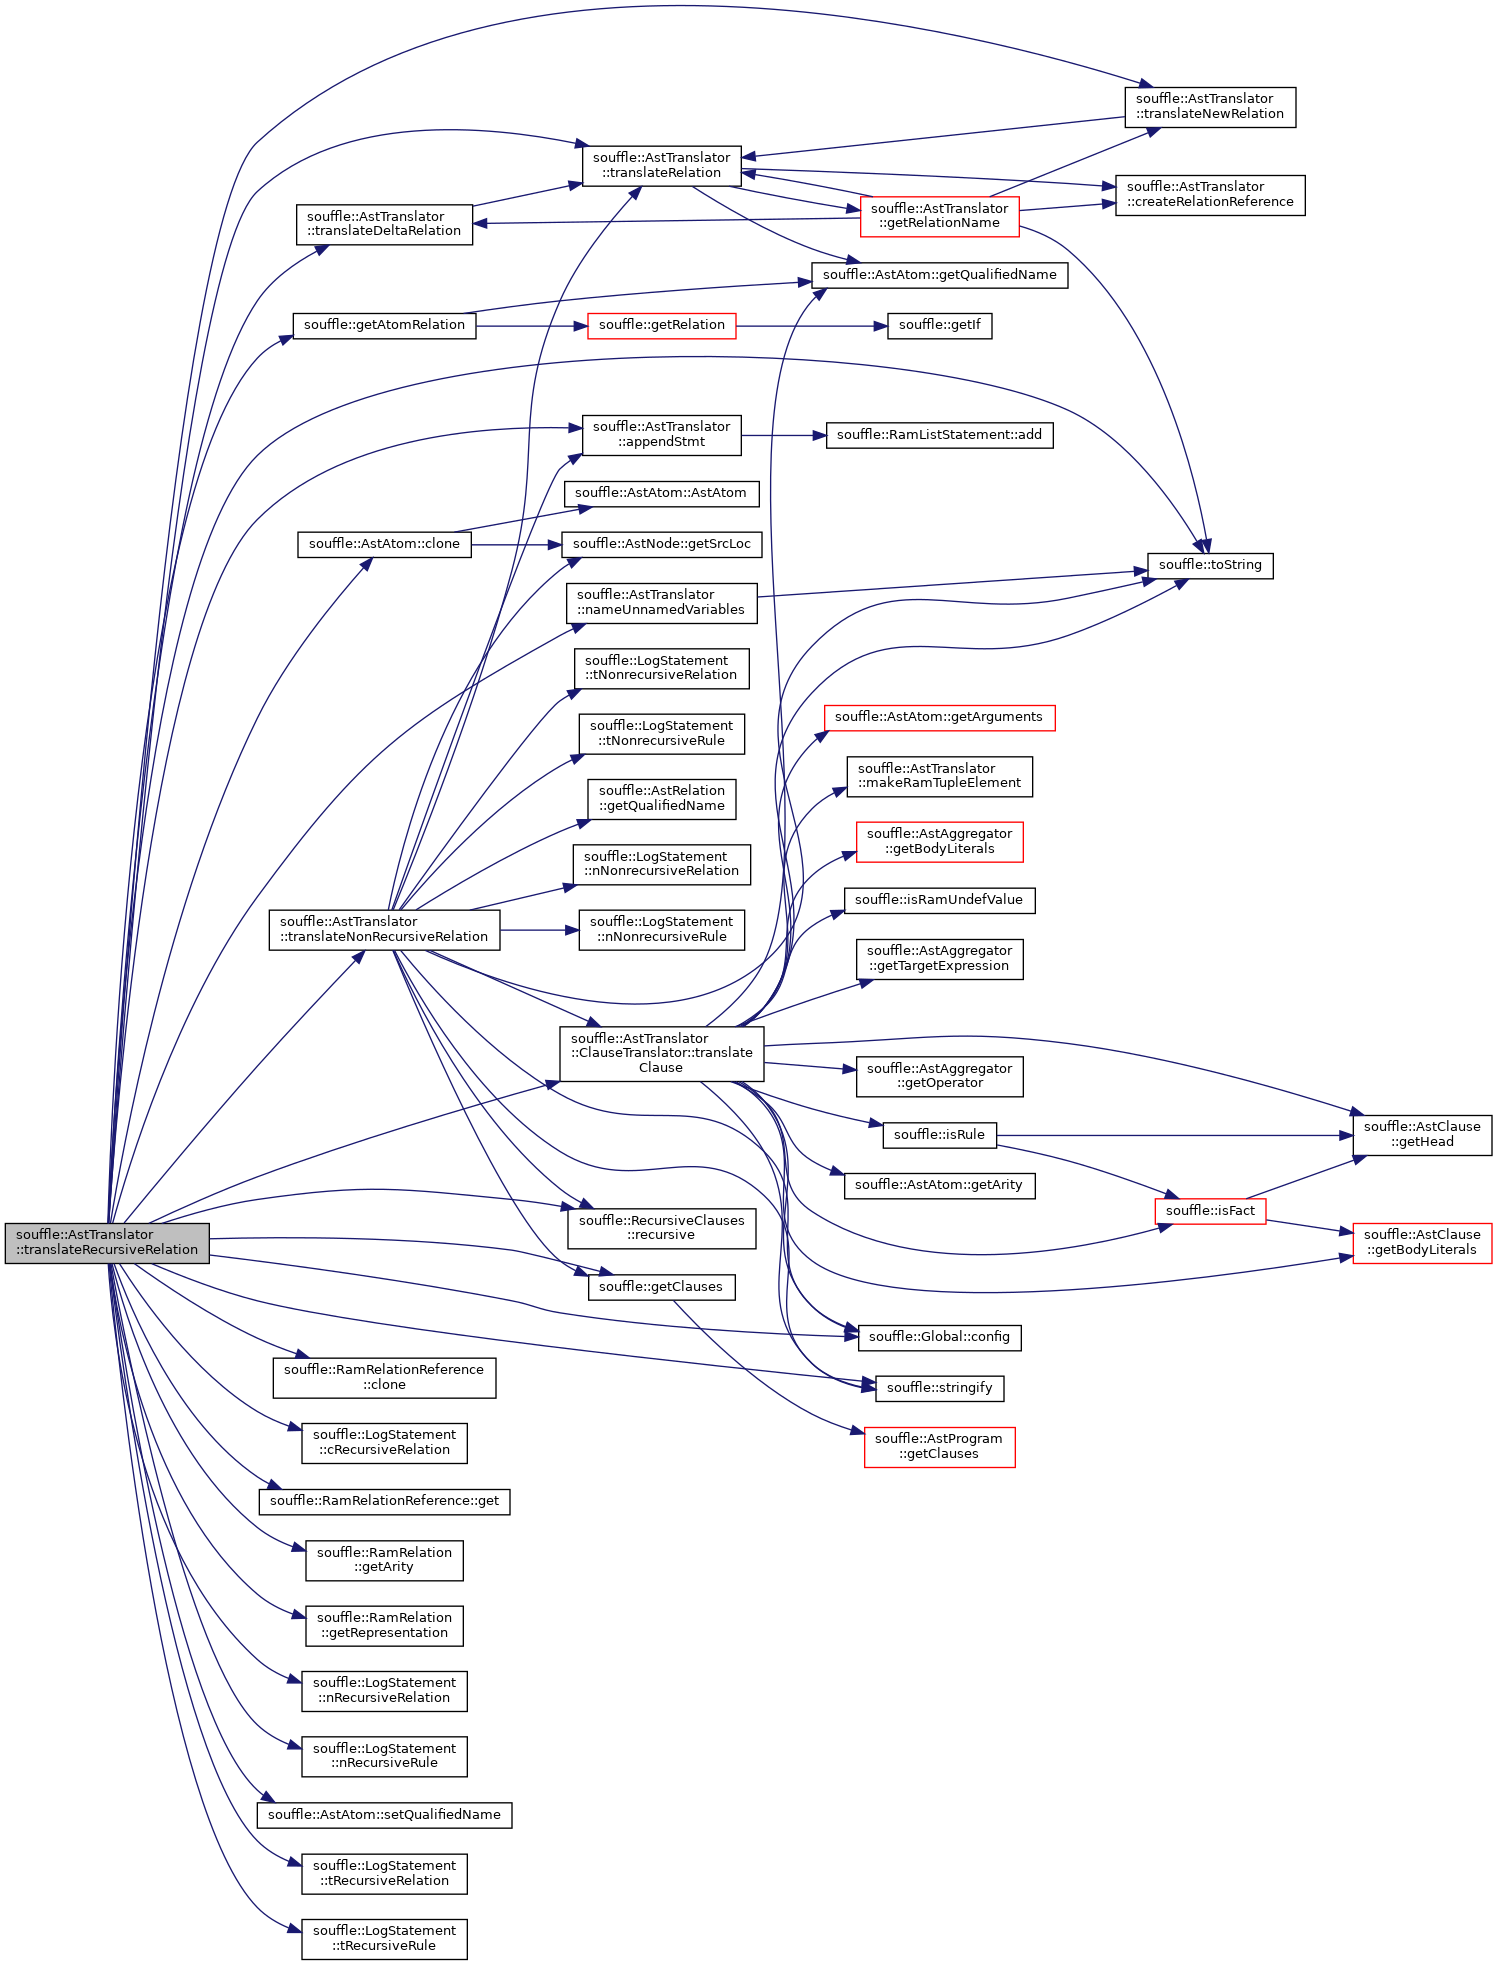 souffle::AstTranslator
::translateNewRelation
souffle::AstTranslator
::translateRelation
souffle::AstTranslator
::createRelationReference
souffle::AstTranslator
::getRelationName
souffle::AstTranslator
::translateDeltaRelation
souffle::AstAtom::getQualifiedName
souffle::getAtomRelation
souffle::getRelation
souffle::getIf
souffle::AstTranslator
::appendStmt
souffle::RamListStatement::add
souffle::AstAtom::AstAtom
souffle::AstAtom::clone
souffle::AstNode::getSrcLoc
souffle::toString
souffle::AstTranslator
::nameUnnamedVariables
souffle::LogStatement
::tNonrecursiveRelation
souffle::AstAtom::getArguments
souffle::LogStatement
::tNonrecursiveRule
souffle::AstTranslator
::makeRamTupleElement
souffle::AstRelation
::getQualifiedName
souffle::AstAggregator
::getBodyLiterals
souffle::LogStatement
::nNonrecursiveRelation
souffle::isRamUndefValue
souffle::AstTranslator
::translateNonRecursiveRelation
souffle::LogStatement
::nNonrecursiveRule
souffle::AstAggregator
::getTargetExpression
souffle::AstTranslator
::ClauseTranslator::translate
Clause
souffle::AstAggregator
::getOperator
souffle::isRule
souffle::AstClause
::getHead
souffle::AstAtom::getArity
souffle::isFact
souffle::RecursiveClauses
::recursive
souffle::AstTranslator
::translateRecursiveRelation
souffle::AstClause
::getBodyLiterals
souffle::getClauses
souffle::Global::config
souffle::RamRelationReference
::clone
souffle::stringify
souffle::LogStatement
::cRecursiveRelation
souffle::AstProgram
::getClauses
souffle::RamRelationReference::get
souffle::RamRelation
::getArity
souffle::RamRelation
::getRepresentation
souffle::LogStatement
::nRecursiveRelation
souffle::LogStatement
::nRecursiveRule
souffle::AstAtom::setQualifiedName
souffle::LogStatement
::tRecursiveRelation
souffle::LogStatement
::tRecursiveRule